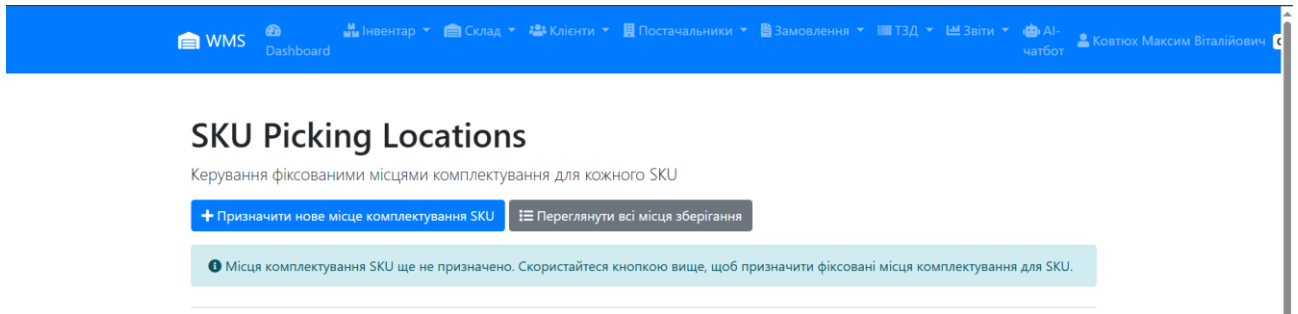 WMS
Dashboard
Інвентар
Склад
Клієнти
Постачальники
Замовлення
ТЗД
Звіти
AI-
чатбот
Ковтюх Максим Віталійович
SKU Picking Locations
Керування фіксованими місцями комплектування для кожного SKU
Призначити нове місце комплектування SKU
Переглянути всі місця зберігання
Місця комплектування SKU ще не призначено. Скористайтеся кнопкою вище, щоб призначити фіксовані місця комплектування для SKU.